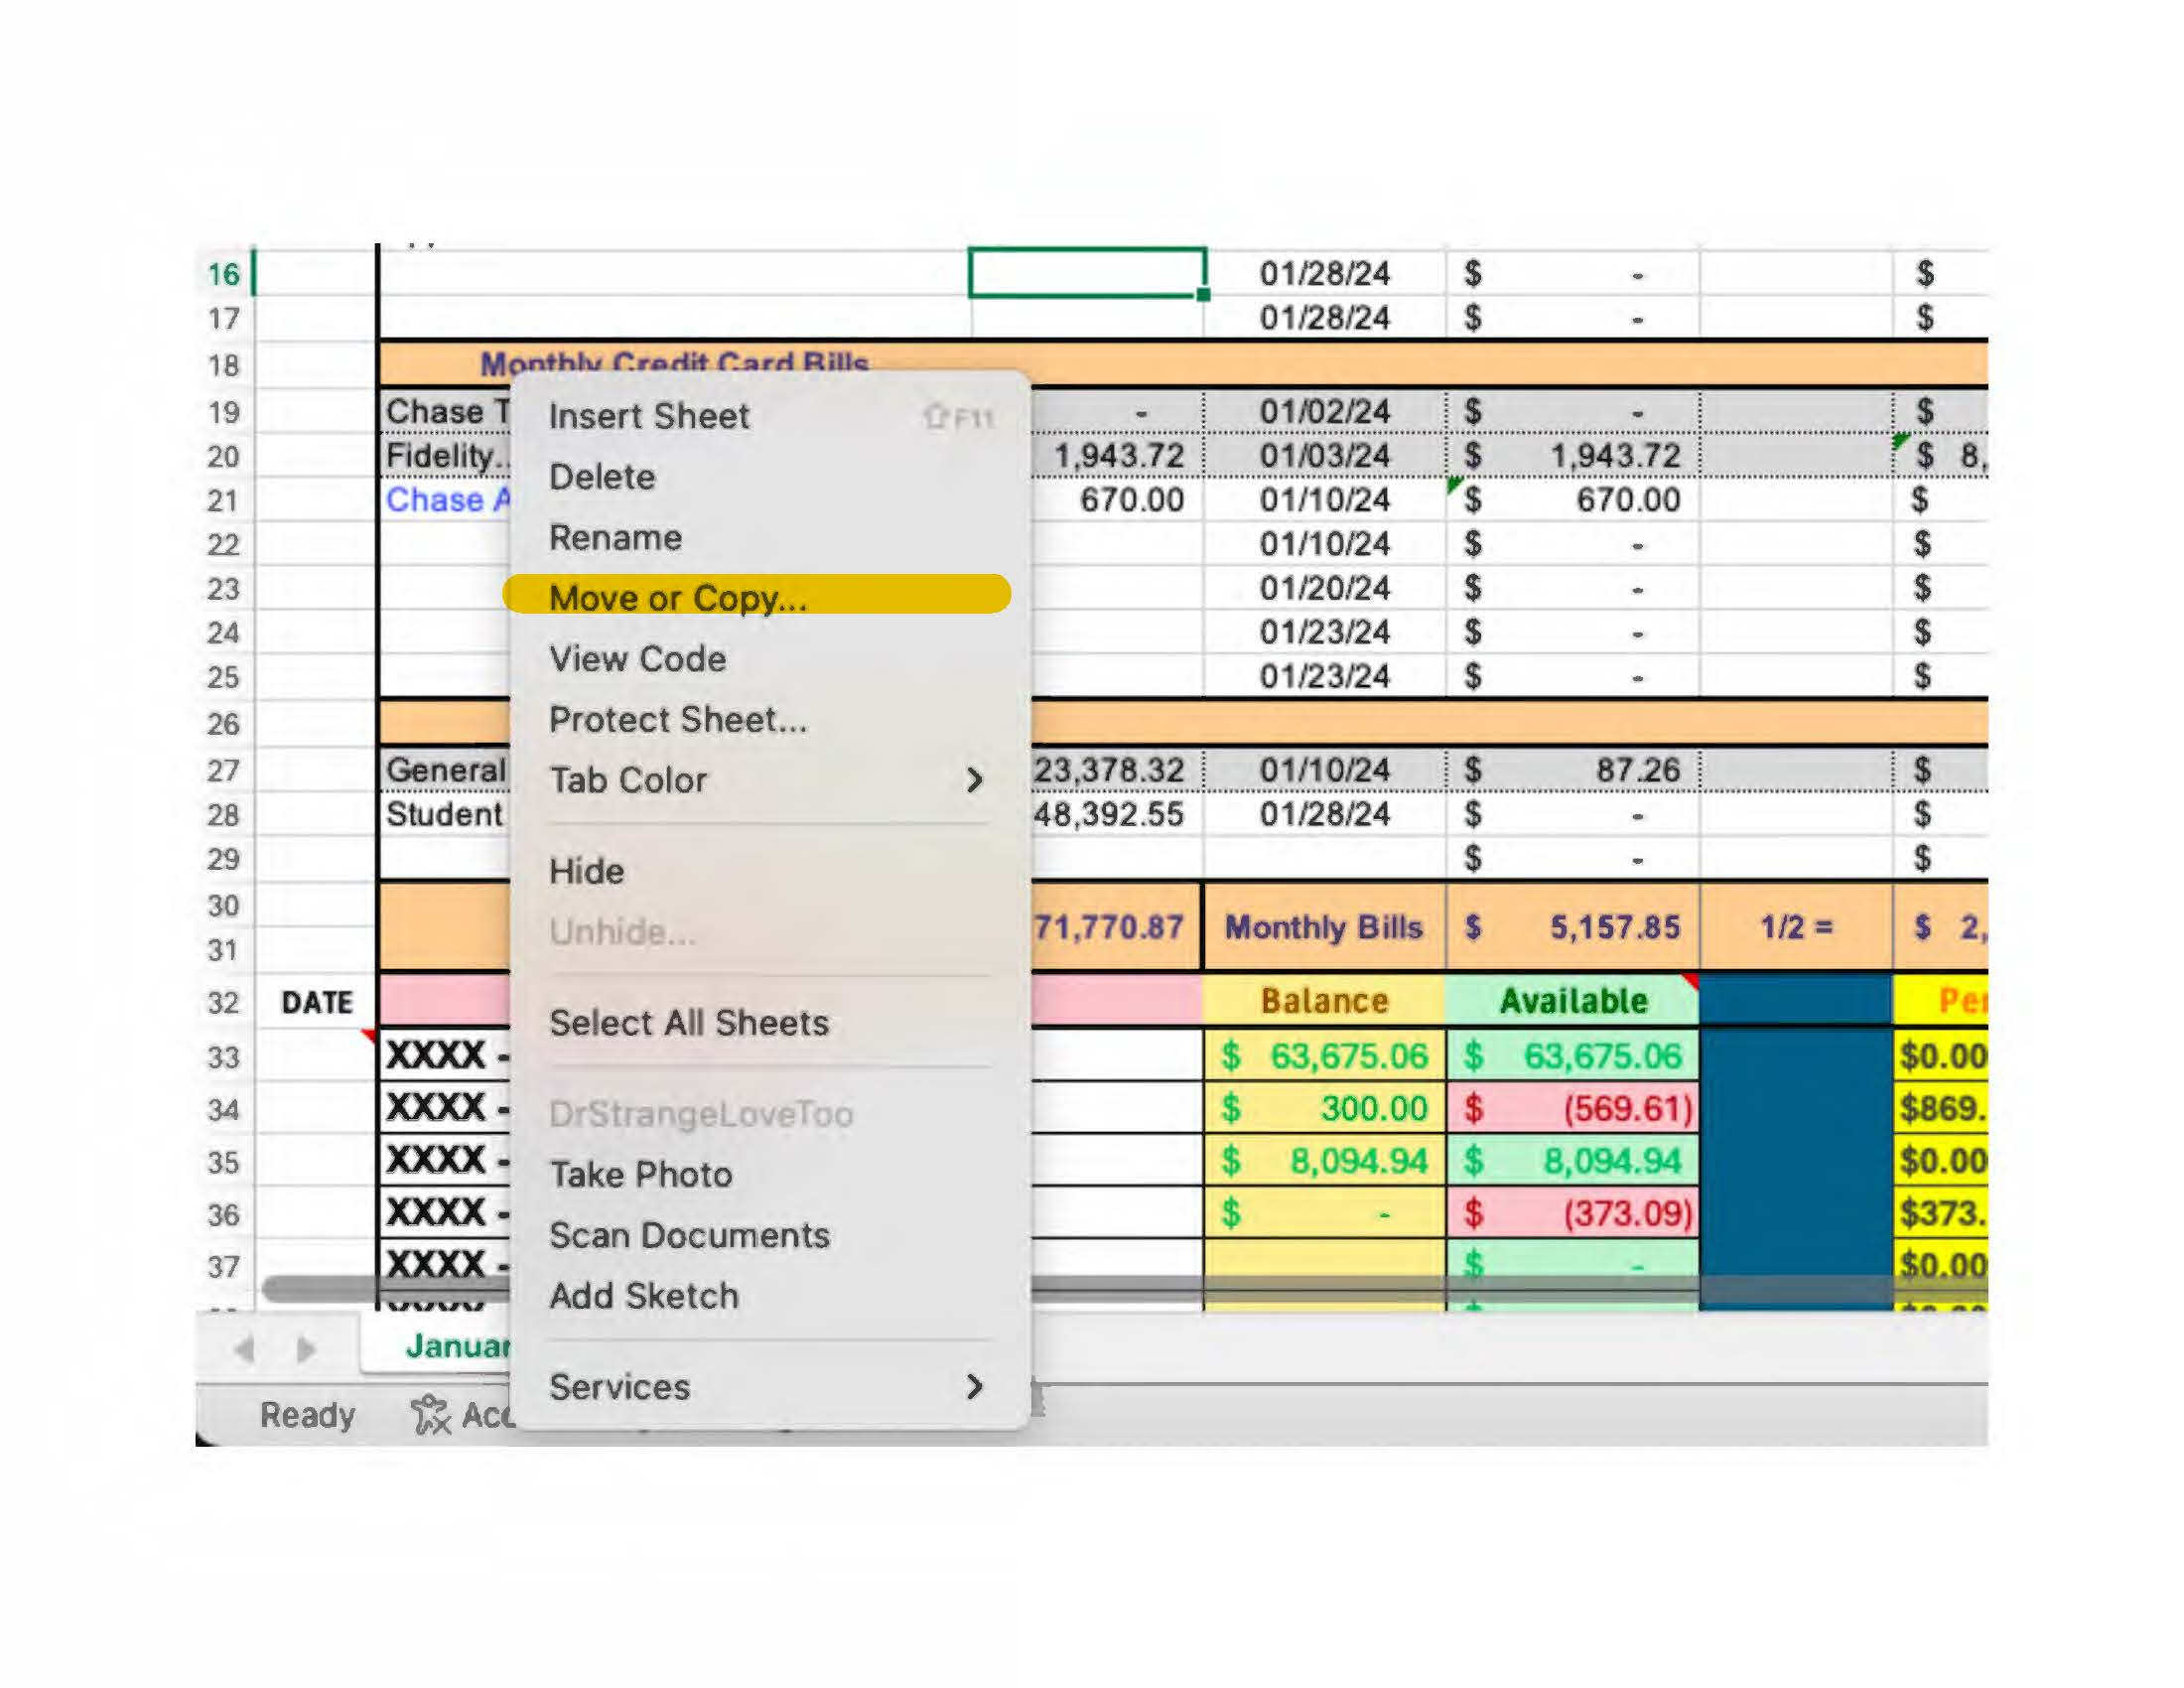 16 01/28/24 $ - $
17 01/28/24 $ - $
18 Monthly Credit Card Bills
19 Chase T - 01/02/24 $ - $
20 Fidelity.. 1,943.72 01/03/24 $ 1,943.72 $ 8,
21 Chase A 670.00 01/10/24 $ 670.00 $
22 01/10/24 $ - $
23 01/20/24 $ - $
24 01/23/24 $ - $
25 01/23/24 $ - $
26
27 General 23,378.32 01/10/24 $ 87.26 $
28 Student 48,392.55 01/28/24 $ - $
29 $ - $
30
31 71,770.87 Monthly Bills $ 5,157.85 1/2 = $ 2,
32 DATE Balance Available Per
33 XXXX - $ 63,675.06 $ 63,675.06 $0.00
34 XXXX - $ 300.00 $ (569.61) $869.
35 XXXX - $ 8,094.94 $ 8,094.94 $0.00
36 XXXX - $ - $ (373.09) $373.
37 XXXX - $ - $0.00
Januar
Ready Acc
Insert Sheet ⇧F11
Delete
Rename
Move or Copy...
View Code
Protect Sheet...
Tab Color >
Hide
Unhide...
Select All Sheets
DrStrangeLoveToo
Take Photo
Scan Documents
Add Sketch
Services >